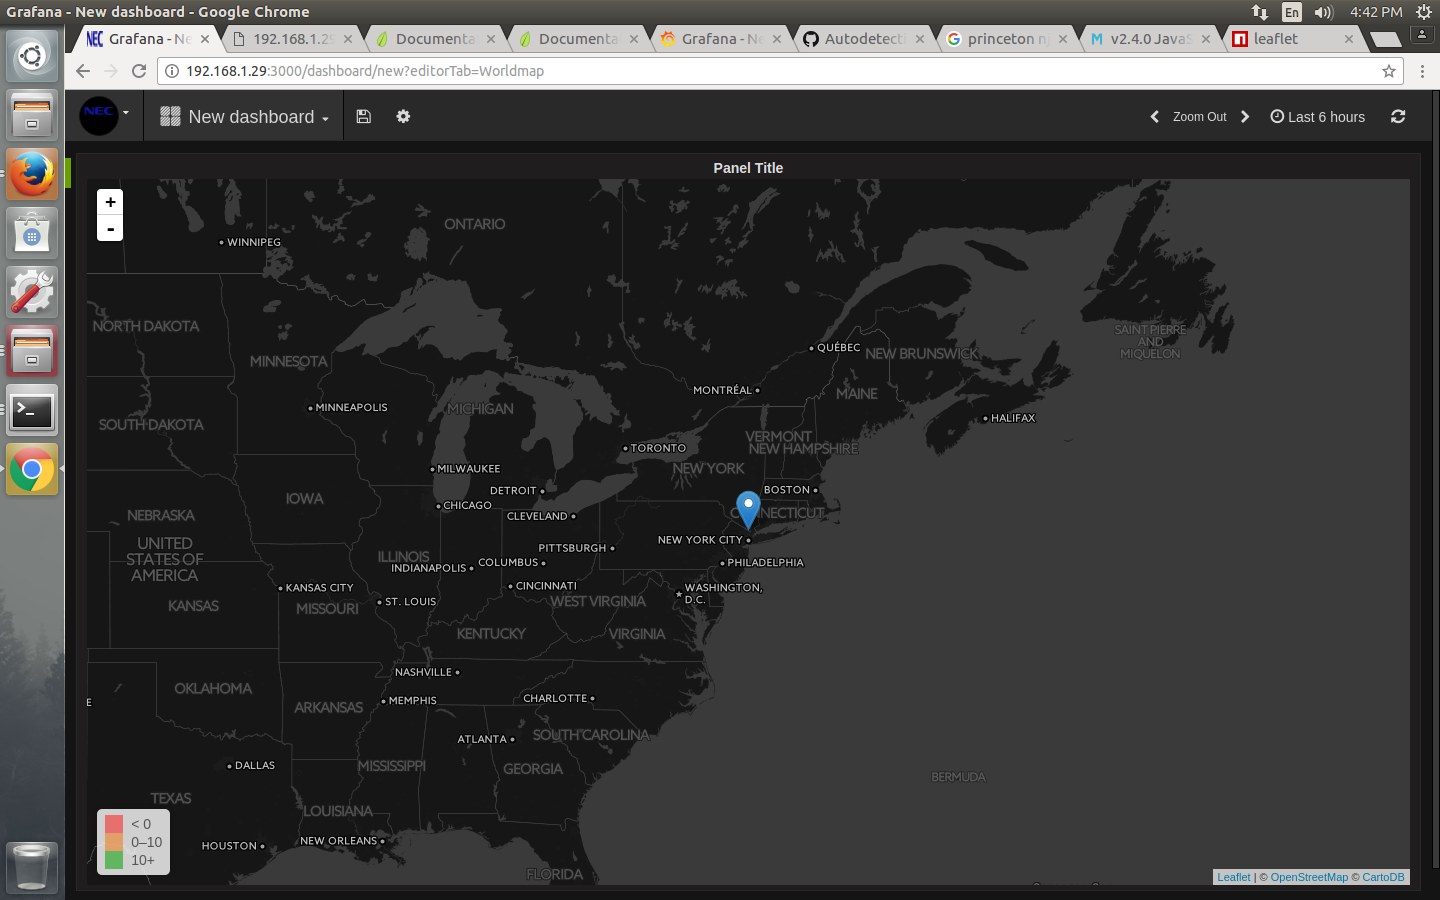 Grafana - New dashboard - Google Chrome
En
4:42 PM
Grafana - Ne
192.168.1.29
Documenta
Documenta
Grafana - Ne
Autodetect
princeton nj
v2.4.0 JavaS
leaflet
192.168.1.29:3000/dashboard/new?editorTab=Worldmap
NEC
New dashboard
Zoom Out
Last 6 hours
Panel Title
+
-
ONTARIO
WINNIPEG
NORTH DAKOTA
SAINT PIERRE
AND
MIQUELON
QUÉBEC
NEW BRUNSWICK
MINNESOTA
MONTRÉAL
MAINE
MINNEAPOLIS
MICHIGAN
HALIFAX
SOUTH DAKOTA
VERMONT
NEW HAMPSHIRE
TORONTO
MILWAUKEE
NEW YORK
DETROIT
BOSTON
IOWA
CHICAGO
CLEVELAND
CONNECTICUT
NEBRASKA
UNITED
STATES OF
AMERICA
NEW YORK CITY
PITTSBURGH
ILLINOIS
INDIANAPOLIS
COLUMBUS
PHILADELPHIA
KANSAS CITY
CINCINNATI
WASHINGTON,
D.C.
KANSAS
MISSOURI
ST. LOUIS
WEST VIRGINIA
KENTUCKY
VIRGINIA
NASHVILLE
OKLAHOMA
ARKANSAS
MEMPHIS
CHARLOTTE
E
ATLANTA
SOUTH CAROLINA
DALLAS
MISSISSIPPI
GEORGIA
BERMUDA
TEXAS
LOUISIANA
< 0
0–10
10+
HOUSTON
NEW ORLEANS
FLORIDA
Leaflet | © OpenStreetMap © CartoDB